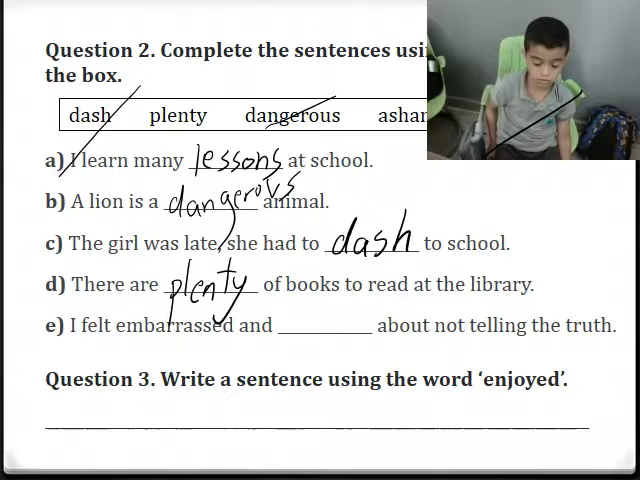 Question 2. Complete the sentences usi
the box.
dash plenty dangerous asham
a) I learn many lessons at school.
b) A lion is a dangerous animal.
c) The girl was late, she had to dash to school.
d) There are plenty of books to read at the library.
e) I felt embarrassed and __________ about not telling the truth.
Question 3. Write a sentence using the word ‘enjoyed’.